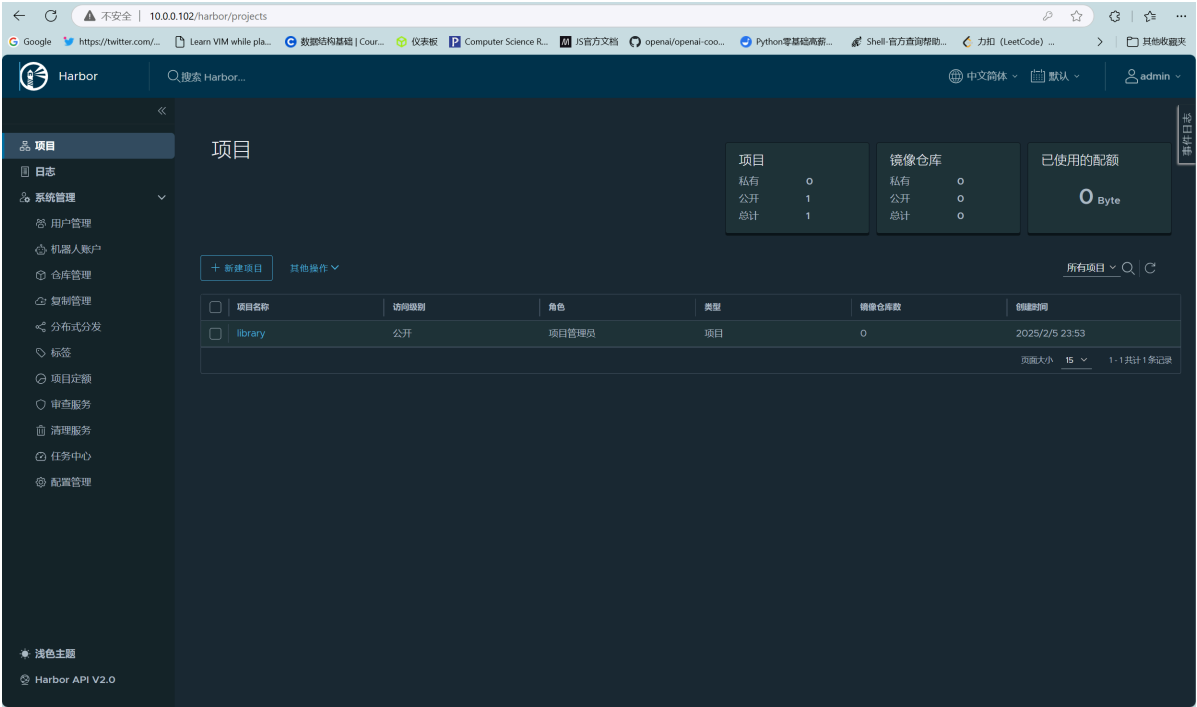 不安全 10.0.0.102/harbor/projects
Google https://twitter.com/... Learn VIM while pla... 数据结构基础 | Cour... 仪表板 Computer Science R... JS官方文档 openai/openai-coo... Python零基础高薪... Shell-官方查询帮助... 力扣（LeetCode）... 其他收藏夹
Harbor 搜索 Harbor... 中文简体 默认 admin
事件日志
项目
日志
系统管理
用户管理
机器人账户
仓库管理
复制管理
分布式分发
标签
项目定额
审查服务
清理服务
任务中心
配置管理
浅色主题
Harbor API V2.0
项目
项目
私有 0
公开 1
总计 1
镜像仓库
私有 0
公开 0
总计 0
已使用的配额
0 Byte
新建项目 其他操作 所有项目
项目名称 访问级别 角色 类型 镜像仓库数 创建时间
library 公开 项目管理员 项目 0 2025/2/5 23:53
页面大小 15 1 - 1 共计 1 条记录